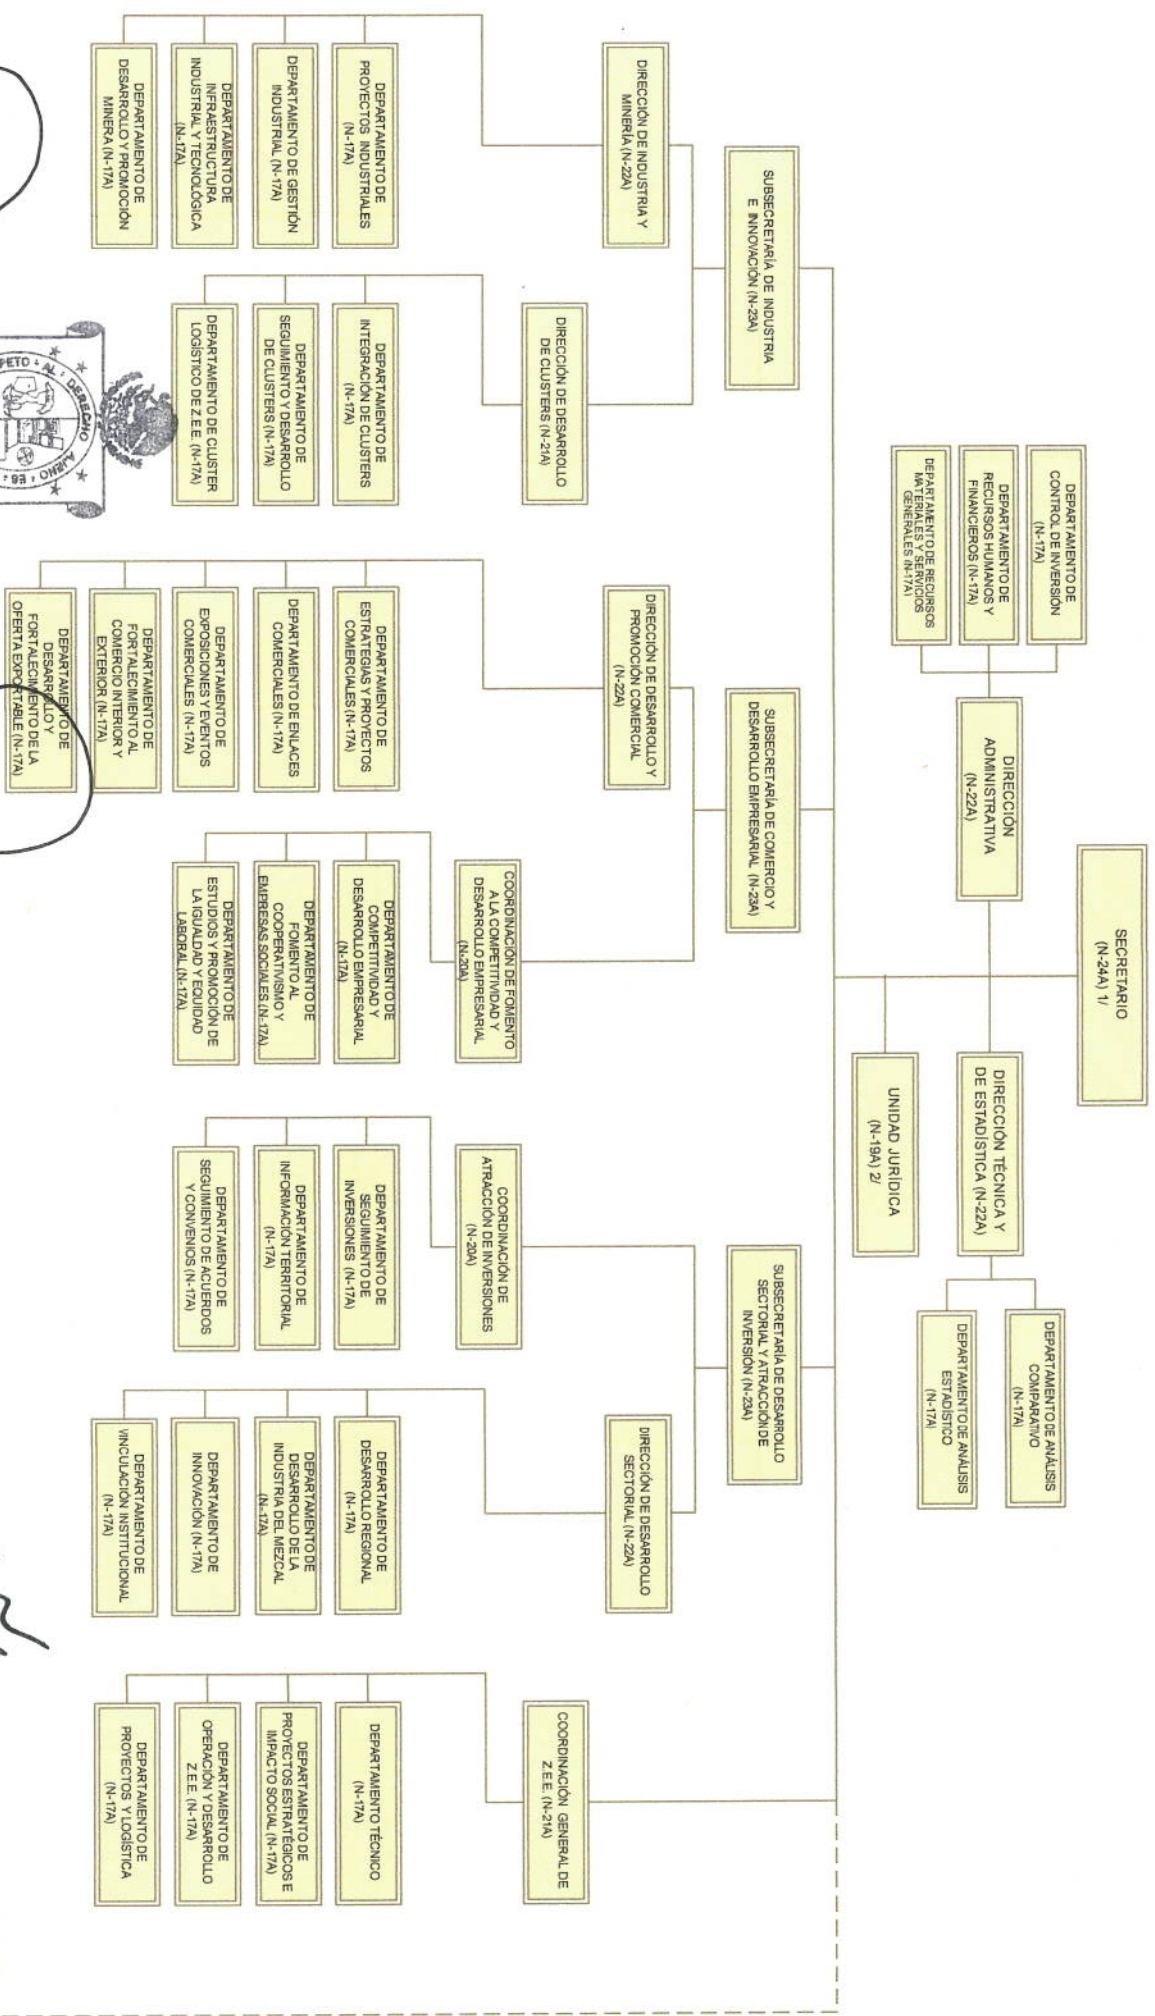 SECRETARIO
(N-24A) 1/
DIRECCIÓN
ADMINISTRATIVA
(N-22A)
DEPARTAMENTO DE
CONTROL DE INVERSIÓN
(N-17A)
DEPARTAMENTO DE
RECURSOS HUMANOS Y
FINANCIEROS (N-17A)
DEPARTAMENTO DE RECURSOS
MATERIALES Y SERVICIOS
GENERALES (N-17A)
DIRECCIÓN TÉCNICA Y
DE ESTADÍSTICA (N-22A)
DEPARTAMENTO DE ANÁLISIS
COMPARATIVO
(N-17A)
DEPARTAMENTO DE ANÁLISIS
ESTADÍSTICO
(N-17A)
UNIDAD JURÍDICA
(N-19A) 2/
SUBSECRETARÍA DE INDUSTRIA
E INNOVACIÓN (N-23A)
DIRECCIÓN DE INDUSTRIA Y
MINERÍA (N-22A)
DEPARTAMENTO DE
PROYECTOS INDUSTRIALES
(N-17A)
DEPARTAMENTO DE GESTIÓN
INDUSTRIAL (N-17A)
DEPARTAMENTO DE
INFRAESTRUCTURA
INDUSTRIAL Y TECNOLÓGICA
(N-17A)
DEPARTAMENTO DE
DESARROLLO Y PROMOCIÓN
MINERA (N-17A)
DIRECCIÓN DE DESARROLLO
DE CLUSTERS (N-21A)
DEPARTAMENTO DE
INTEGRACIÓN DE CLUSTERS
(N-17A)
DEPARTAMENTO DE
SEGUIMIENTO Y DESARROLLO
DE CLUSTERS (N-17A)
DEPARTAMENTO DE CLUSTER
LOGÍSTICO DE Z.E.E. (N-17A)
SUBSECRETARÍA DE COMERCIO Y
DESARROLLO EMPRESARIAL (N-23A)
DIRECCIÓN DE DESARROLLO Y
PROMOCIÓN COMERCIAL
(N-22A)
DEPARTAMENTO DE
ESTRATEGIAS Y PROYECTOS
COMERCIALES (N-17A)
DEPARTAMENTO DE ENLACES
COMERCIALES (N-17A)
DEPARTAMENTO DE
EXPOSICIONES Y EVENTOS
COMERCIALES (N-17A)
DEPARTAMENTO DE
FORTALECIMIENTO AL
COMERCIO INTERIOR Y
EXTERIOR (N-17A)
DEPARTAMENTO DE
DESARROLLO Y
FORTALECIMIENTO DE LA
OFERTA EXPORTABLE (N-17A)
COORDINACIÓN DE FOMENTO
A LA COMPETITIVIDAD Y
DESARROLLO EMPRESARIAL
(N-20A)
DEPARTAMENTO DE
COMPETITIVIDAD Y
DESARROLLO EMPRESARIAL
(N-17A)
DEPARTAMENTO DE
FOMENTO AL
COOPERATIVISMO Y
EMPRESAS SOCIALES (N-17A)
DEPARTAMENTO DE
ESTUDIOS Y PROMOCIÓN DE
LA IGUALDAD Y EQUIDAD
LABORAL (N-17A)
SUBSECRETARÍA DE DESARROLLO
SECTORIAL Y ATRACCIÓN DE
INVERSIÓN (N-23A)
COORDINACIÓN DE
ATRACCIÓN DE INVERSIONES
(N-20A)
DEPARTAMENTO DE
SEGUIMIENTO DE
INVERSIONES (N-17A)
DEPARTAMENTO DE
INFORMACIÓN TERRITORIAL
(N-17A)
DEPARTAMENTO DE
SEGUIMIENTO DE ACUERDOS
Y CONVENIOS (N-17A)
DIRECCIÓN DE DESARROLLO
SECTORIAL (N-22A)
DEPARTAMENTO DE
DESARROLLO REGIONAL
(N-17A)
DEPARTAMENTO DE
DESARROLLO DE LA
INDUSTRIA DEL MEZCAL
(N-17A)
DEPARTAMENTO DE
INNOVACIÓN (N-17A)
DEPARTAMENTO DE
VINCULACIÓN INSTITUCIONAL
(N-17A)
COORDINACIÓN GENERAL DE
Z.E.E. (N-21A)
DEPARTAMENTO TÉCNICO
(N-17A)
DEPARTAMENTO DE
PROYECTOS ESTRATÉGICOS E
IMPACTO SOCIAL (N-17A)
DEPARTAMENTO DE
OPERACIÓN Y DESARROLLO
Z.E.E. (N-17A)
DEPARTAMENTO DE
PROYECTOS Y LOGÍSTICA
(N-17A)
AL DERECHO AJENO ES